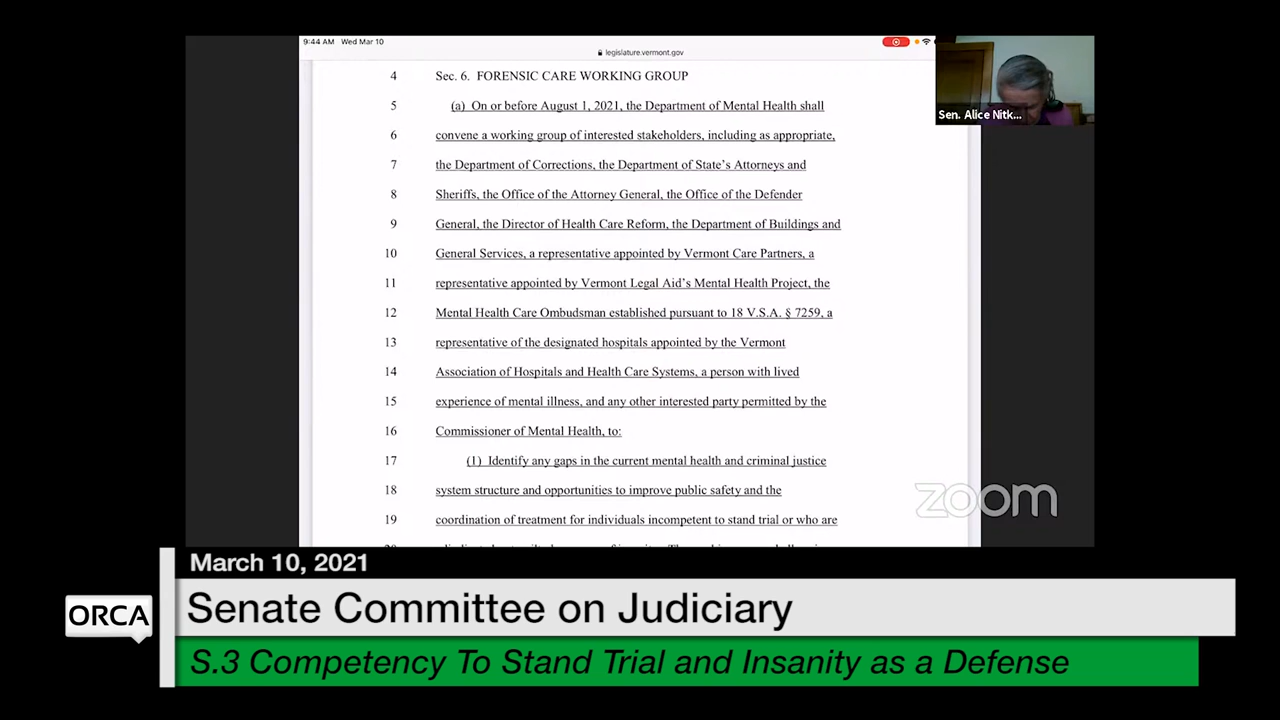 9:44 AM Wed Mar 10
legislature.vermont.gov
4 Sec. 6. FORENSIC CARE WORKING GROUP
5 (a) On or before August 1, 2021, the Department of Mental Health shall
6 convene a working group of interested stakeholders, including as appropriate,
7 the Department of Corrections, the Department of State's Attorneys and
8 Sheriffs, the Office of the Attorney General, the Office of the Defender
9 General, the Director of Health Care Reform, the Department of Buildings and
10 General Services, a representative appointed by Vermont Care Partners, a
11 representative appointed by Vermont Legal Aid's Mental Health Project, the
12 Mental Health Care Ombudsman established pursuant to 18 V.S.A. § 7259, a
13 representative of the designated hospitals appointed by the Vermont
14 Association of Hospitals and Health Care Systems, a person with lived
15 experience of mental illness, and any other interested party permitted by the
16 Commissioner of Mental Health, to:
17 (1) Identify any gaps in the current mental health and criminal justice
18 system structure and opportunities to improve public safety and the
19 coordination of treatment for individuals incompetent to stand trial or who are
Sen. Alice Nitk...
zoom
March 10, 2021
ORCA
Senate Committee on Judiciary
S.3 Competency To Stand Trial and Insanity as a Defense